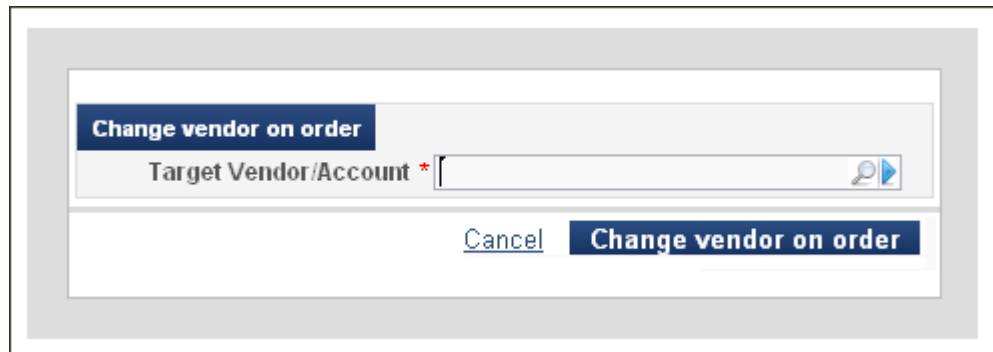 Change vendor on order
Target Vendor/Account *
Cancel Change vendor on order